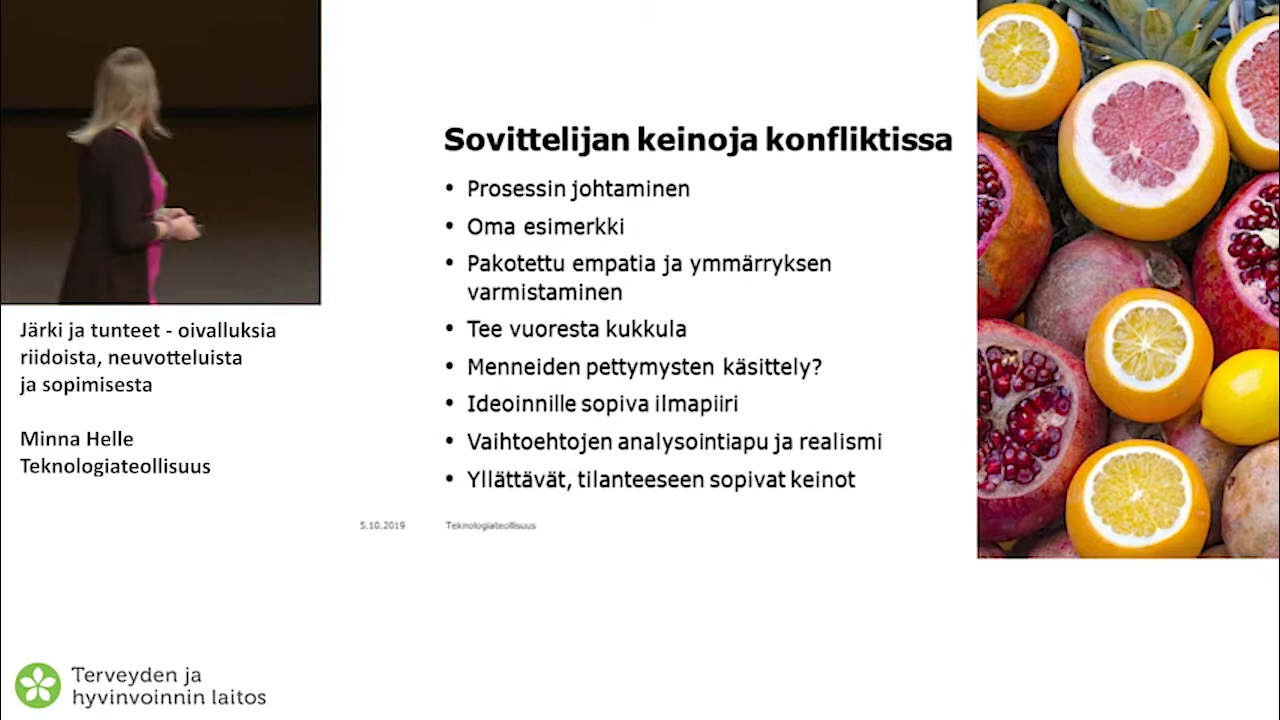 Järki ja tunteet - oivalluksia
riidoista, neuvotteluista
ja sopimisesta
Minna Helle
Teknologiateollisuus
Sovittelijan keinoja konfliktissa
• Prosessin johtaminen
• Oma esimerkki
• Pakotettu empatia ja ymmärryksen
varmistaminen
• Tee vuoresta kukkula
• Menneiden pettymysten käsittely?
• Ideoinnille sopiva ilmapiiri
• Vaihtoehtojen analysointiapu ja realismi
• Yllättävät, tilanteeseen sopivat keinot
5.10.2019 Teknologiateollisuus
Terveyden ja
hyvinvoinnin laitos